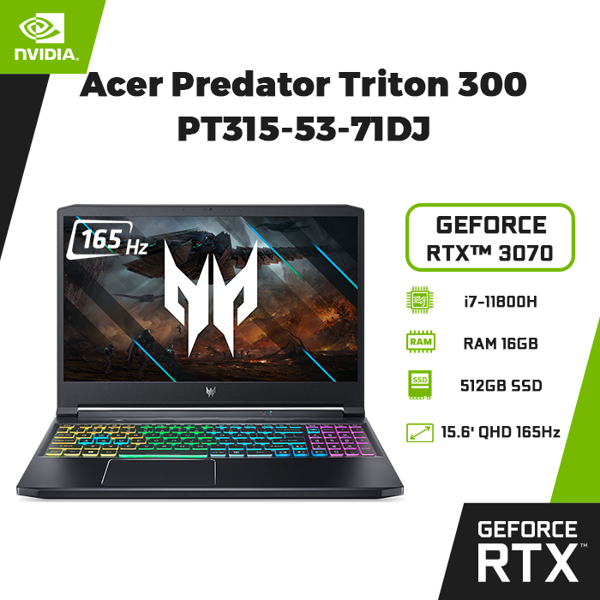 NVIDIA.
Acer Predator Triton 300
PT315-53-71DJ
165 Hz
GEFORCE
RTX™ 3070
i7-11800H
RAM
RAM 16GB
SSD
512GB SSD
15.6' QHD 165Hz
GEFORCE
RTX™